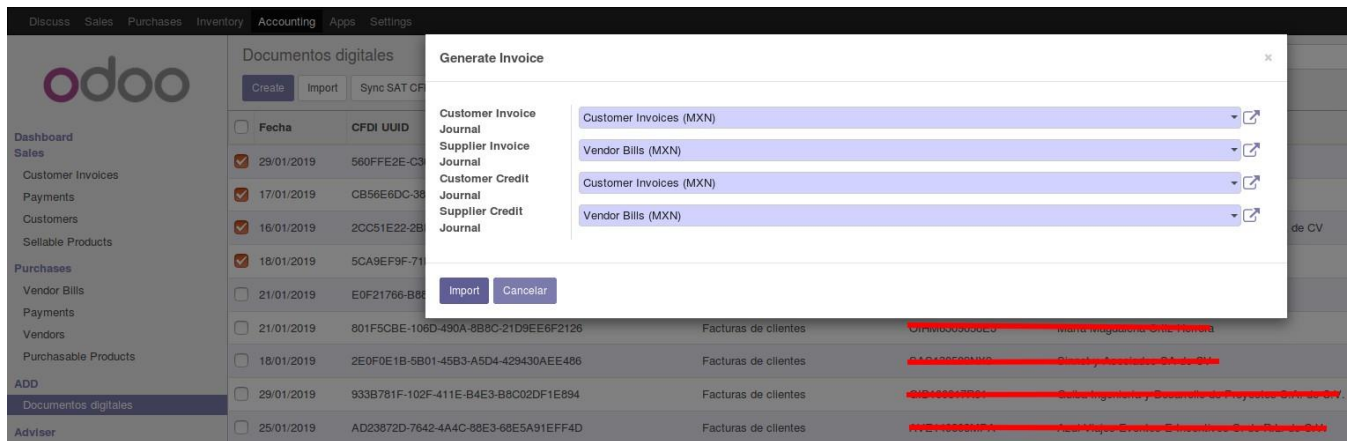 Discuss Sales Purchases Inventory Accounting Apps Settings
odoo
Dashboard
Sales
Customer Invoices
Payments
Customers
Sellable Products
Purchases
Vendor Bills
Payments
Vendors
Purchasable Products
ADD
Documentos digitales
Adviser
Documentos digitales
Create Import Sync SAT CF
Fecha CFDI UUID
29/01/2019 560FFE2E-C3
17/01/2019 CB56E6DC-38
16/01/2019 2CC51E22-2B de CV
18/01/2019 5CA9EF9F-71
21/01/2019 E0F21766-B88
21/01/2019 801F5CBE-106D-490A-8B8C-21D9EE6F2126 Facturas de clientes
18/01/2019 2E0F0E1B-5B01-45B3-A5D4-429430AEE486 Facturas de clientes
29/01/2019 933B781F-102F-411E-B4E3-B8C02DF1E894 Facturas de clientes
25/01/2019 AD23872D-7642-4A4C-88E3-68E5A91EFF4D Facturas de clientes
Generate Invoice ×
Customer Invoice Journal Customer Invoices (MXN)
Supplier Invoice Journal Vendor Bills (MXN)
Customer Credit Journal Customer Invoices (MXN)
Supplier Credit Journal Vendor Bills (MXN)
Import Cancelar